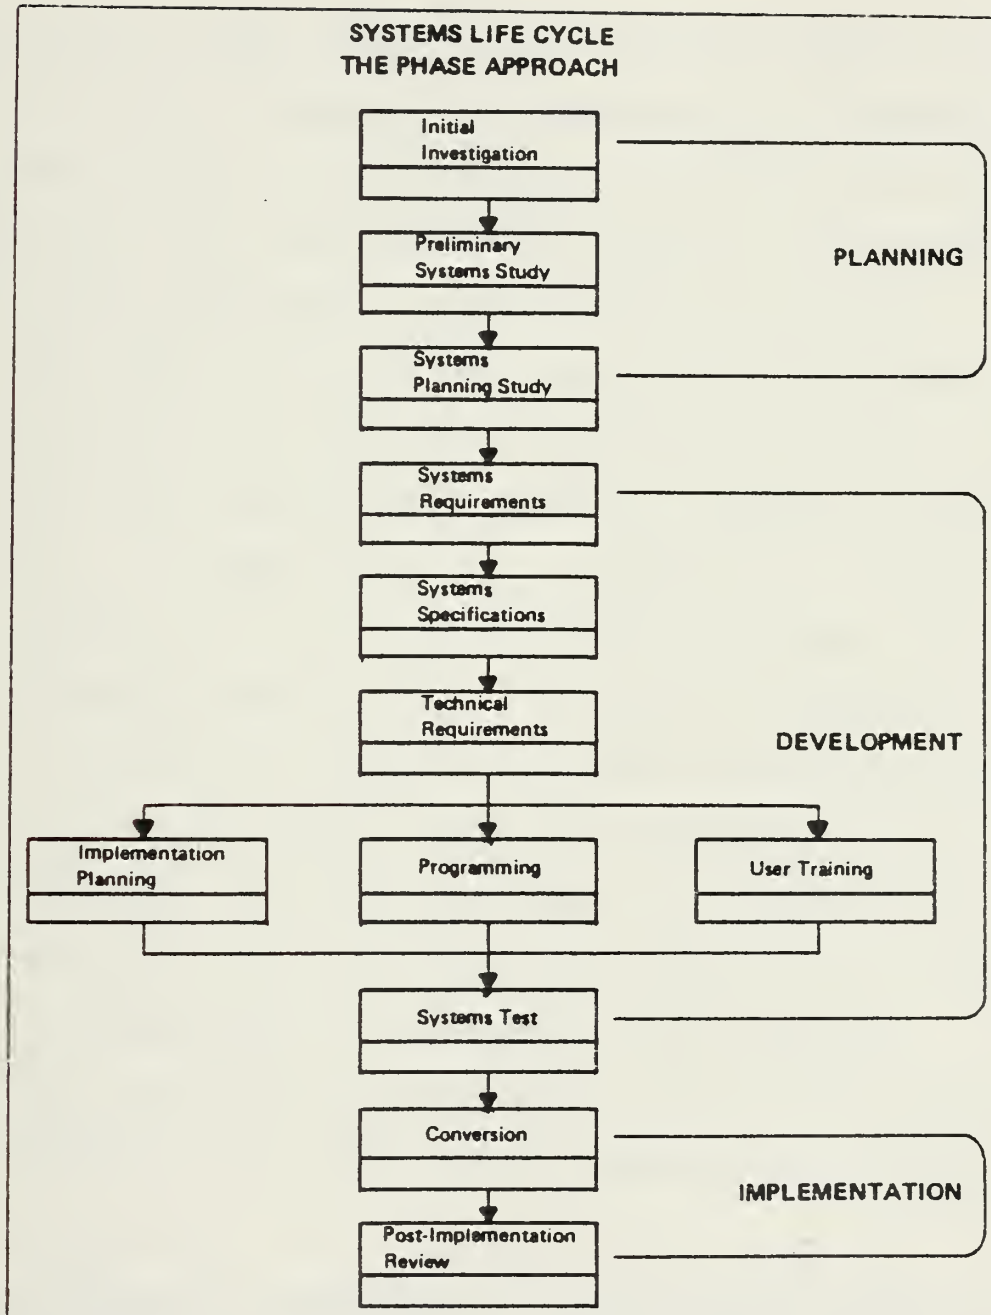 SYSTEMS LIFE CYCLE
THE PHASE APPROACH
Initial
Investigation
Preliminary
Systems Study
PLANNING
Systems
Planning Study
Systems
Requirements
Systems
Specifications
Technical
Requirements
DEVELOPMENT
Implementation
Planning
Programming
User Training
Systems Test
Conversion
IMPLEMENTATION
Post-Implementation
Review